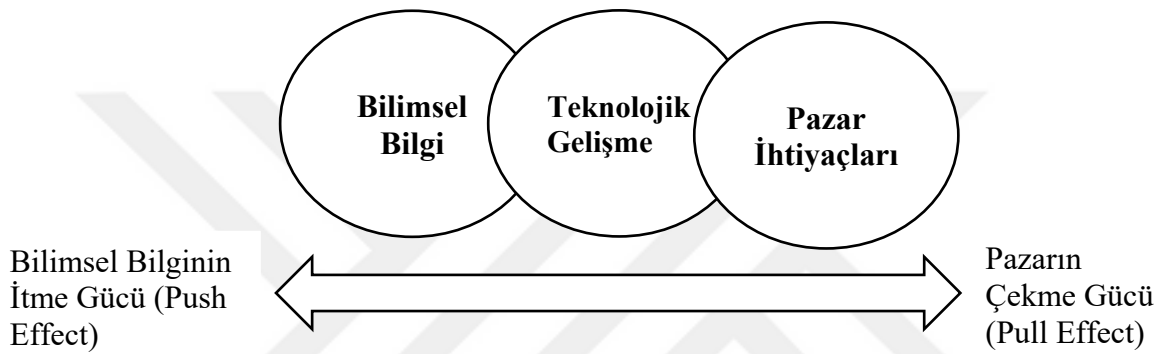 Bilimsel
Bilgi
Teknolojik
Gelişme
Pazar
İhtiyaçları
Bilimsel Bilginin
İtme Gücü (Push
Effect)
Pazarın
Çekme Gücü
(Pull Effect)